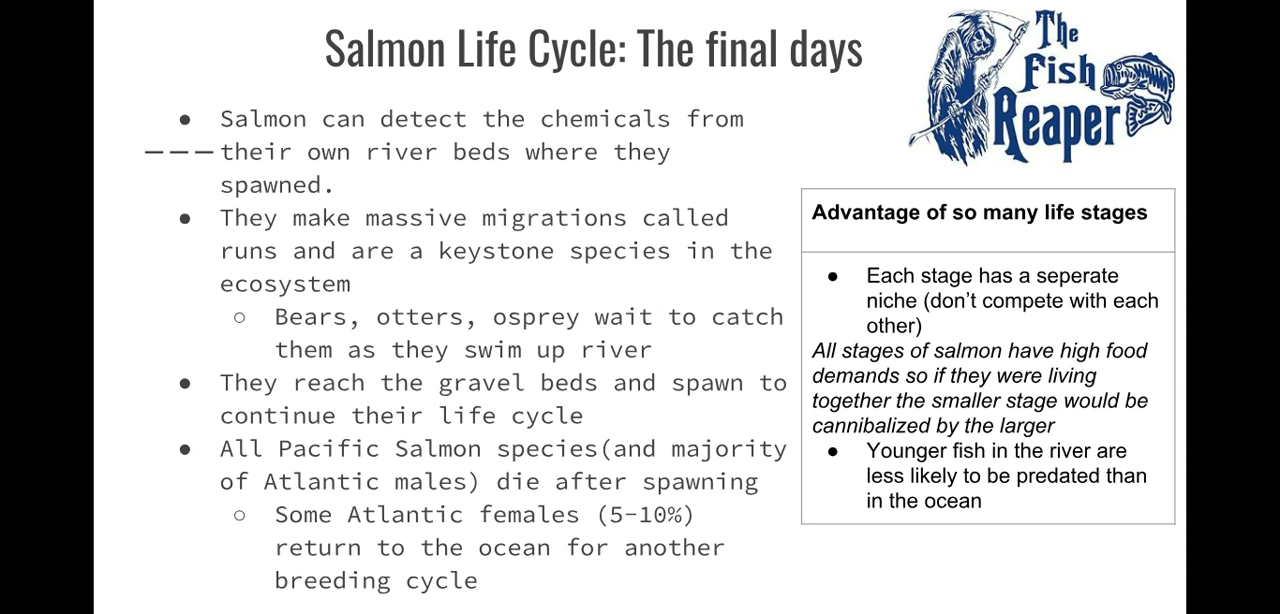 Salmon Life Cycle: The final days
The
Fish
Reaper
● Salmon can detect the chemicals from
their own river beds where they
spawned.
● They make massive migrations called
runs and are a keystone species in the
ecosystem
○ Bears, otters, osprey wait to catch
them as they swim up river
● They reach the gravel beds and spawn to
continue their life cycle
● All Pacific Salmon species(and majority
of Atlantic males) die after spawning
○ Some Atlantic females (5-10%)
return to the ocean for another
breeding cycle
Advantage of so many life stages
● Each stage has a seperate
niche (don’t compete with each
other)
All stages of salmon have high food
demands so if they were living
together the smaller stage would be
cannibalized by the larger
● Younger fish in the river are
less likely to be predated than
in the ocean